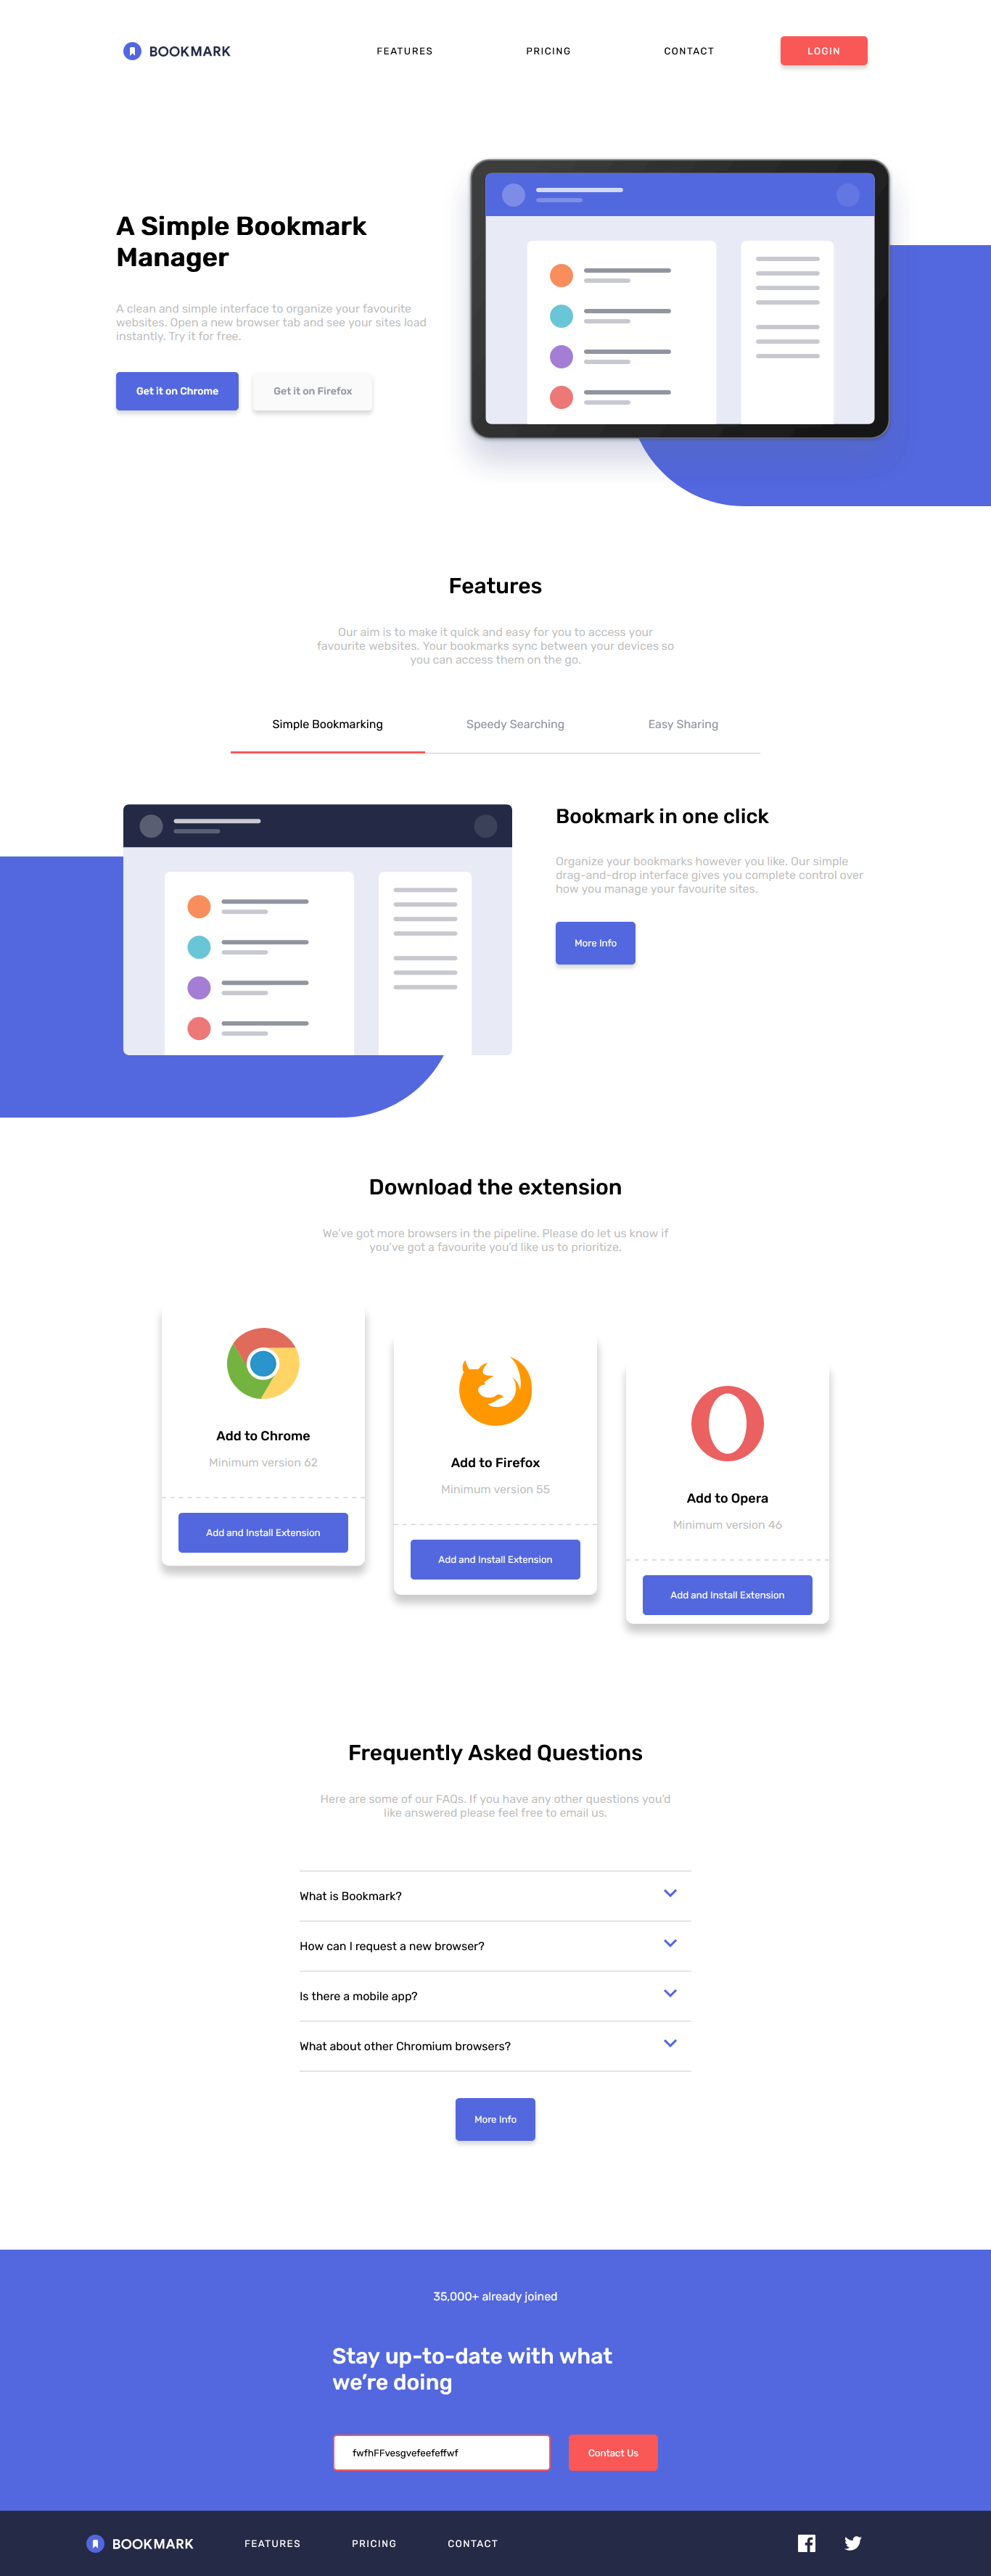 BOOKMARK
FEATURES
PRICING
CONTACT
LOGIN
A Simple Bookmark
Manager
A clean and simple interface to organize your favourite
websites. Open a new browser tab and see your sites load
instantly. Try it for free.
Get it on Chrome
Get it on Firefox
Features
Our aim is to make it quick and easy for you to access your
favourite websites. Your bookmarks sync between your devices so
you can access them on the go.
Simple Bookmarking
Speedy Searching
Easy Sharing
Bookmark in one click
Organize your bookmarks however you like. Our simple
drag-and-drop interface gives you complete control over
how you manage your favourite sites.
More Info
Download the extension
We've got more browsers in the pipeline. Please do let us know if
you've got a favourite you'd like us to prioritize.
Add to Chrome
Minimum version 62
Add and Install Extension
Add to Firefox
Minimum version 55
Add and Install Extension
Add to Opera
Minimum version 46
Add and Install Extension
Frequently Asked Questions
Here are some of our FAQs. If you have any other questions you'd
like answered please feel free to email us.
What is Bookmark?
How can I request a new browser?
Is there a mobile app?
What about other Chromium browsers?
More Info
35,000+ already joined
Stay up-to-date with what
we're doing
fwfhFFvesgvefeefeffwf
Contact Us
BOOKMARK
FEATURES
PRICING
CONTACT